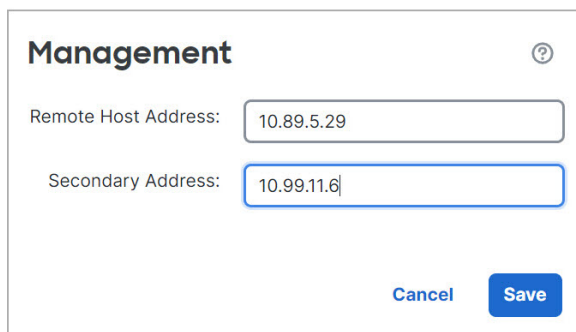 Management
Remote Host Address: 10.89.5.29
Secondary Address: 10.99.11.6
Cancel Save